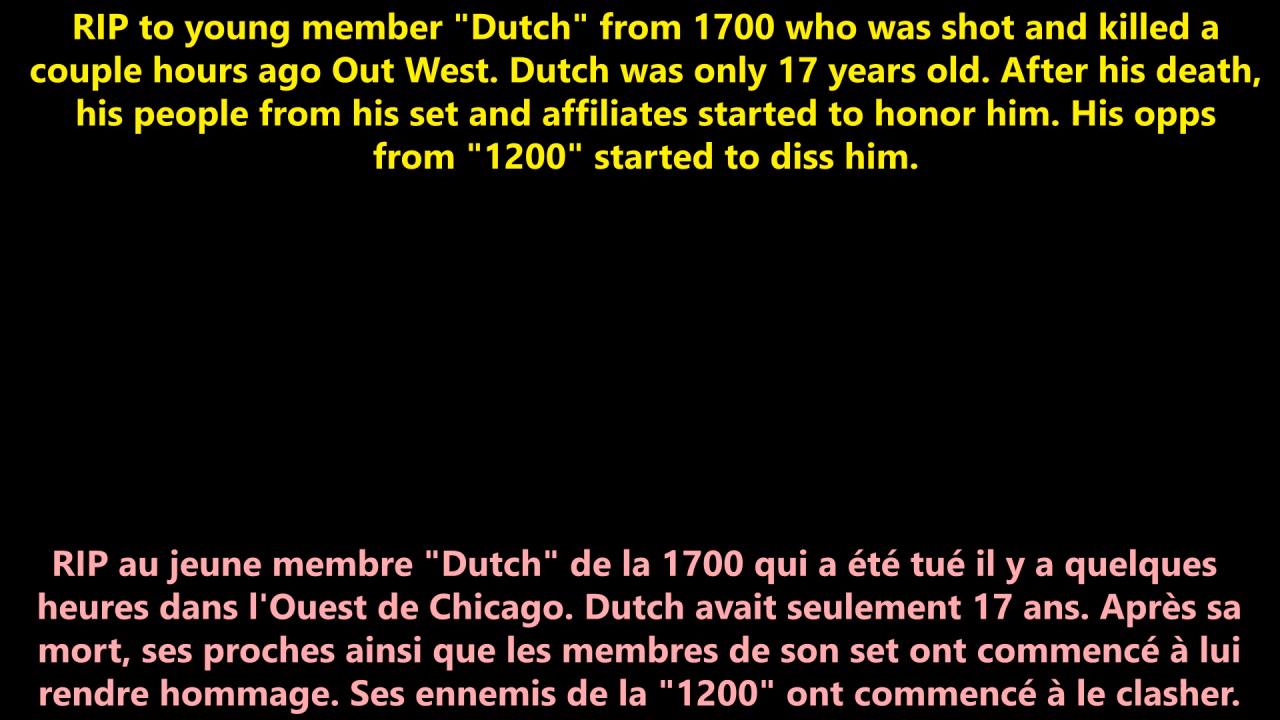 RIP to young member "Dutch" from 1700 who was shot and killed a
couple hours ago Out West. Dutch was only 17 years old. After his death,
his people from his set and affiliates started to honor him. His opps
from "1200" started to diss him.
RIP au jeune membre "Dutch" de la 1700 qui a été tué il y a quelques
heures dans l'Ouest de Chicago. Dutch avait seulement 17 ans. Après sa
mort, ses proches ainsi que les membres de son set ont commencé à lui
rendre hommage. Ses ennemis de la "1200" ont commencé à le clasher.